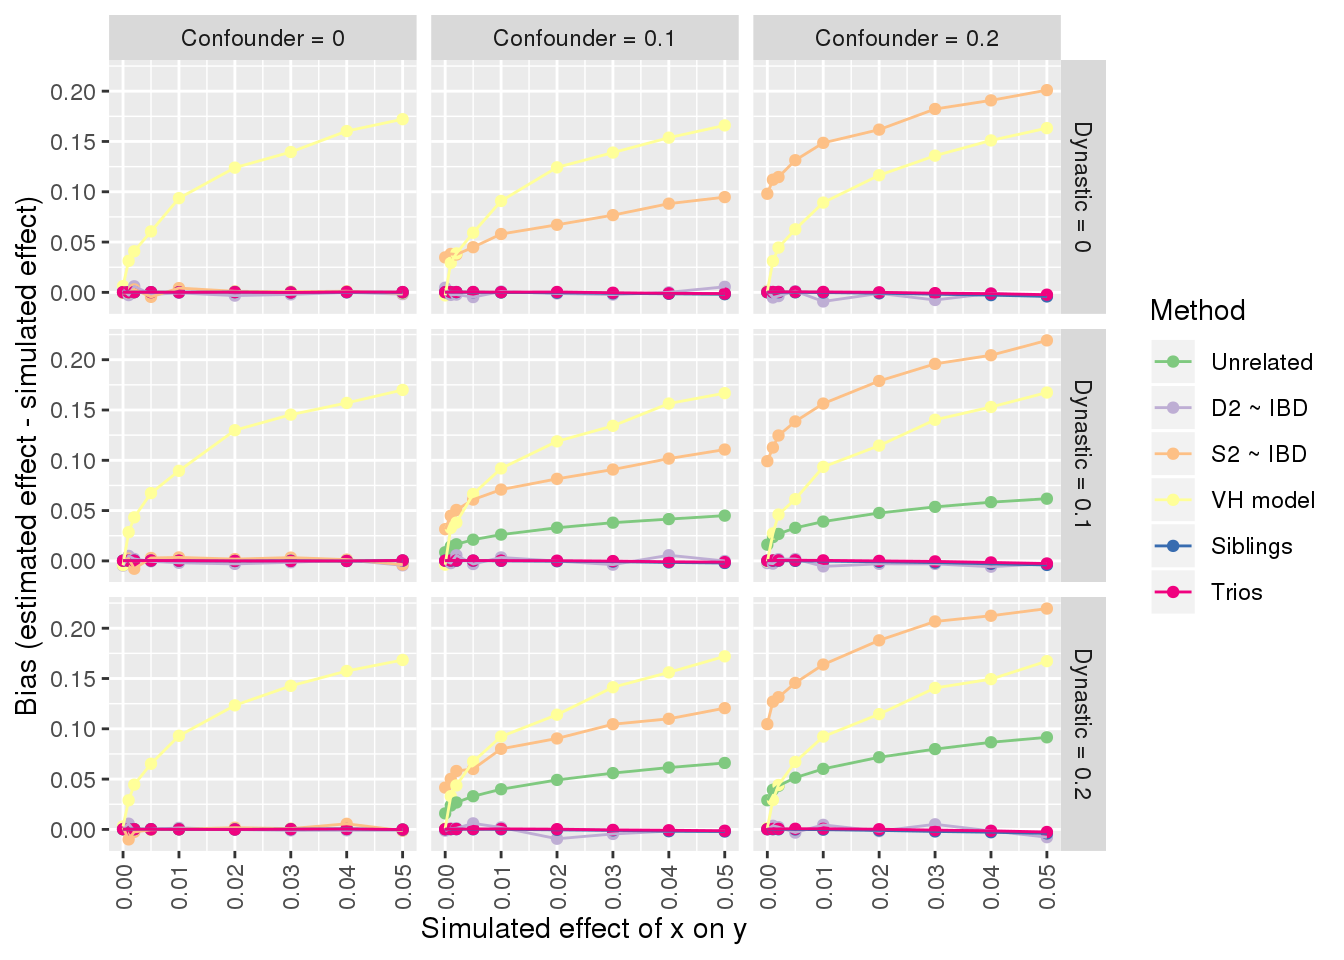 Confounder = 0
Confounder = 0.1
Confounder = 0.2
Bias (estimated effect - simulated effect)
0.20
0.15
0.10
0.05
0.00
Dynastic = 0
0.20
0.15
0.10
0.05
0.00
Dynastic = 0.1
0.20
0.15
0.10
0.05
0.00
Dynastic = 0.2
0.00
0.01
0.02
0.03
0.04
0.05
0.00
0.01
0.02
0.03
0.04
0.05
0.00
0.01
0.02
0.03
0.04
0.05
Simulated effect of x on y
Method
Unrelated
D2 ~ IBD
S2 ~ IBD
VH model
Siblings
Trios